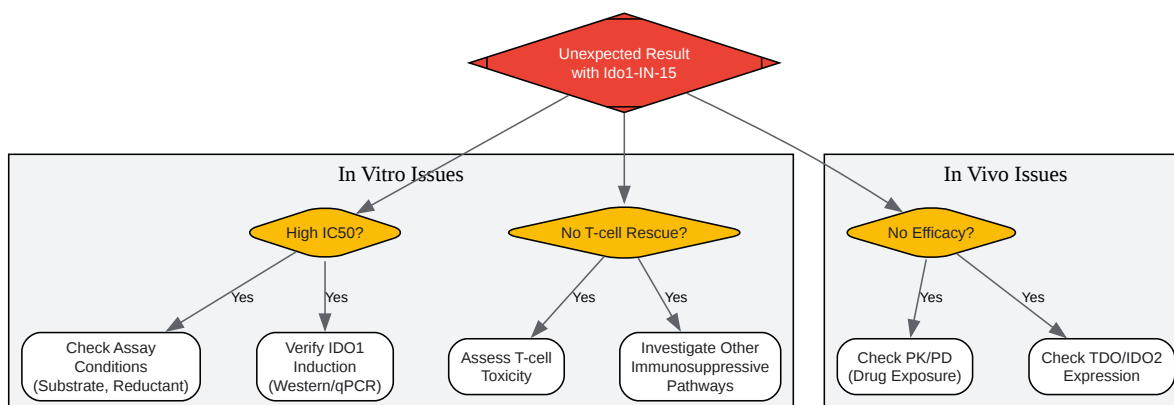 Unexpected Result
with Ido1-IN-15
In Vitro Issues
In Vivo Issues
High IC50?
No T-cell Rescue?
No Efficacy?
Yes
Yes
Yes
Yes
Yes
Yes
Check Assay
Conditions
(Substrate, Reductant)
Verify IDO1
Induction
(Western/qPCR)
Assess T-cell
Toxicity
Investigate Other
Immunosuppressive
Pathways
Check PK/PD
(Drug Exposure)
Check TDO/IDO2
Expression